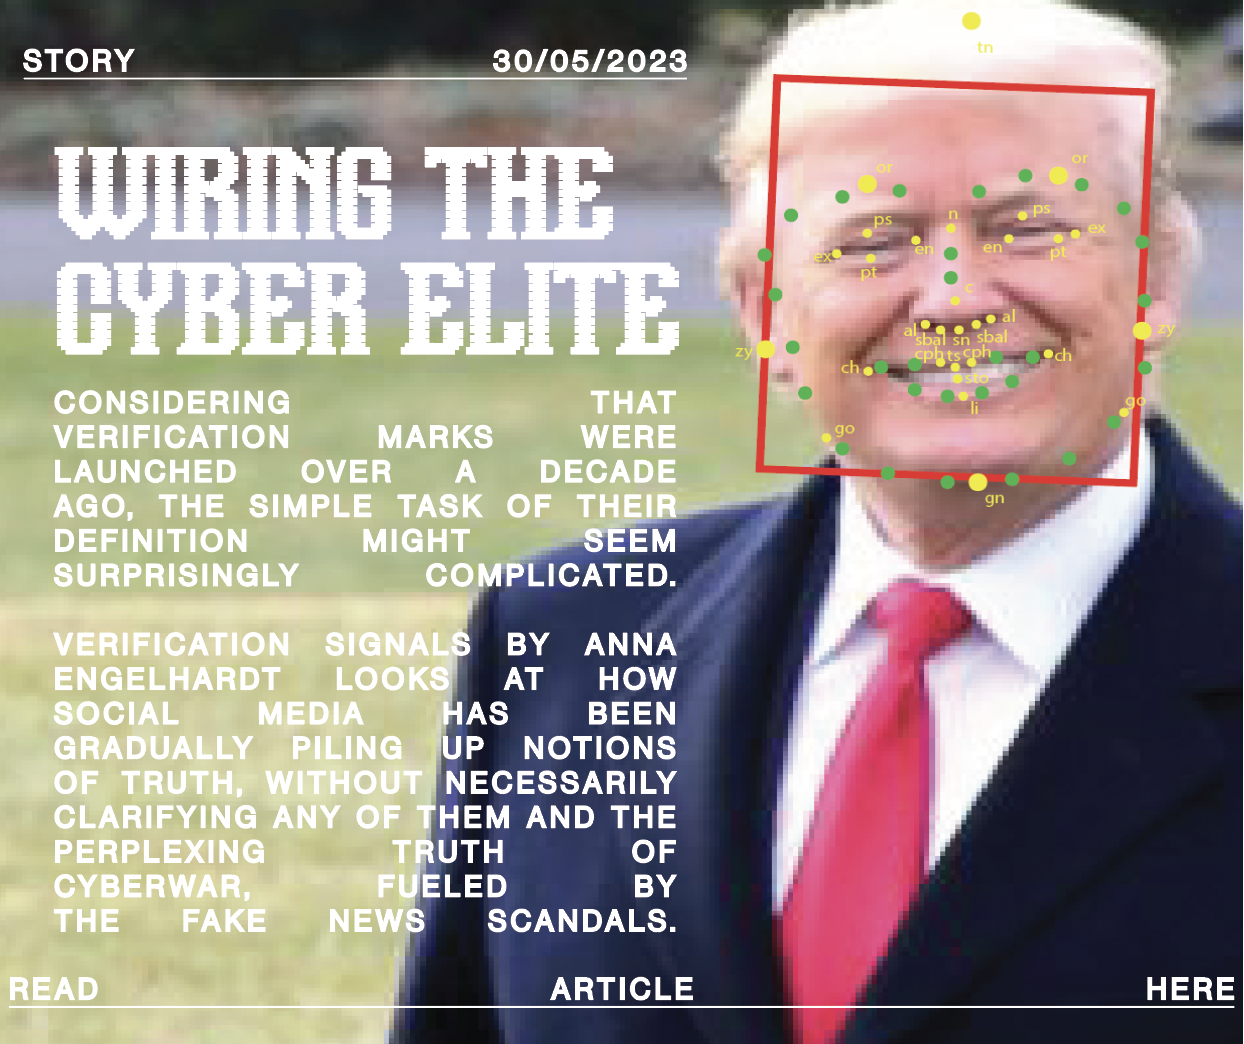 STORY 30/05/2023
WIRING THE
CYBER ELITE
CONSIDERING THAT
VERIFICATION MARKS WERE
LAUNCHED OVER A DECADE
AGO, THE SIMPLE TASK OF THEIR
DEFINITION MIGHT SEEM
SURPRISINGLY COMPLICATED.
VERIFICATION SIGNALS BY ANNA
ENGELHARDT LOOKS AT HOW
SOCIAL MEDIA HAS BEEN
GRADUALLY PILING UP NOTIONS
OF TRUTH, WITHOUT NECESSARILY
CLARIFYING ANY OF THEM AND THE
PERPLEXING TRUTH OF
CYBERWAR, FUELED BY
THE FAKE NEWS SCANDALS.
READ ARTICLE HERE
tn
or or
ps n ps
ex en en pt ex
pt
c
al al
sbal sn sbal
zy zy
cph ts cph
ch ch
sto
li
go go
gn